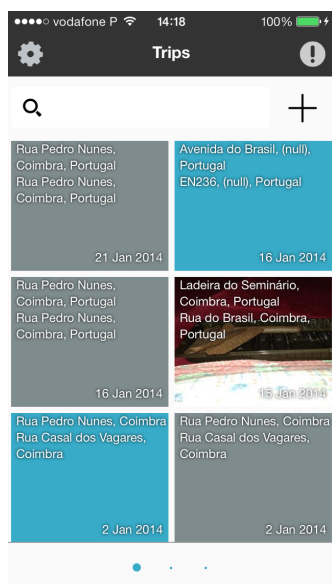 vodafone P 14:18 100%
Trips
Rua Pedro Nunes,
Coimbra, Portugal
Rua Pedro Nunes,
Coimbra, Portugal
21 Jan 2014
Avenida do Brasil, (null),
Portugal
EN236, (null), Portugal
16 Jan 2014
Rua Pedro Nunes,
Coimbra, Portugal
Rua Pedro Nunes,
Coimbra, Portugal
16 Jan 2014
Ladeira do Seminário,
Coimbra, Portugal
Rua do Brasil, Coimbra,
Portugal
15 Jan 2014
Rua Pedro Nunes, Coimbra
Rua Casal dos Vagares,
Coimbra
2 Jan 2014
Rua Pedro Nunes, Coimbra
Rua Casal dos Vagares,
Coimbra
2 Jan 2014